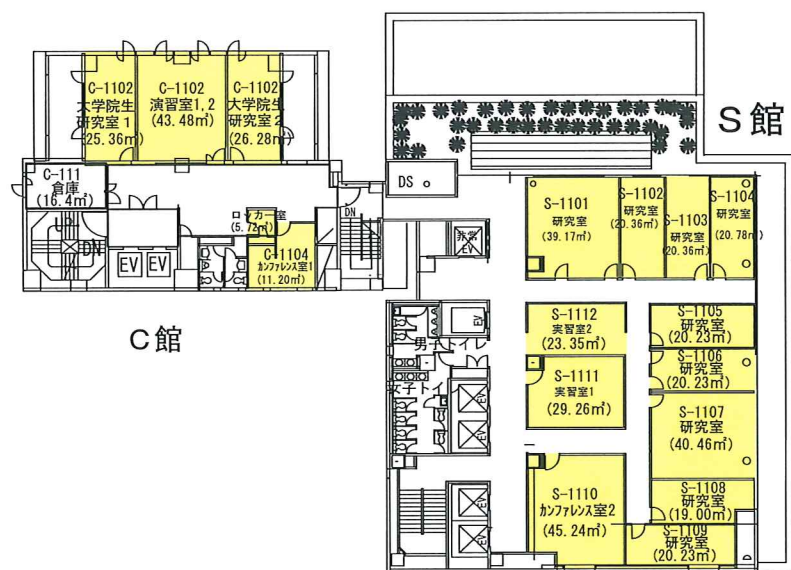 C-1102
大学院生
研究室1
(25.36㎡)
C-1102
演習室1,2
(43.48㎡)
C-1102
大学院生
研究室2
(26.28㎡)
S館
C-111
倉庫
(16.4㎡)
UP
DN
EV
EV
ロッカー室
(5.72㎡)
C-1104
カンファレンス室1
(11.20㎡)
DN
C館
DS
非常
EV
S-1101
研究室
(39.17㎡)
S-1102
研究室
(20.36㎡)
S-1103
研究室
(20.36㎡)
S-1104
研究室
(20.78㎡)
S-1112
実習室2
(23.35㎡)
S-1105
研究室
(20.23㎡)
EV
男子トイレ
女子トイ
S-1111
実習室1
(29.26㎡)
S-1106
研究室
(20.23㎡)
EV
EV
S-1107
研究室
(40.46㎡)
S-1110
カンファレンス室2
(45.24㎡)
S-1108
研究室
(19.00㎡)
EV
EV
S-1109
研究室
(20.23㎡)